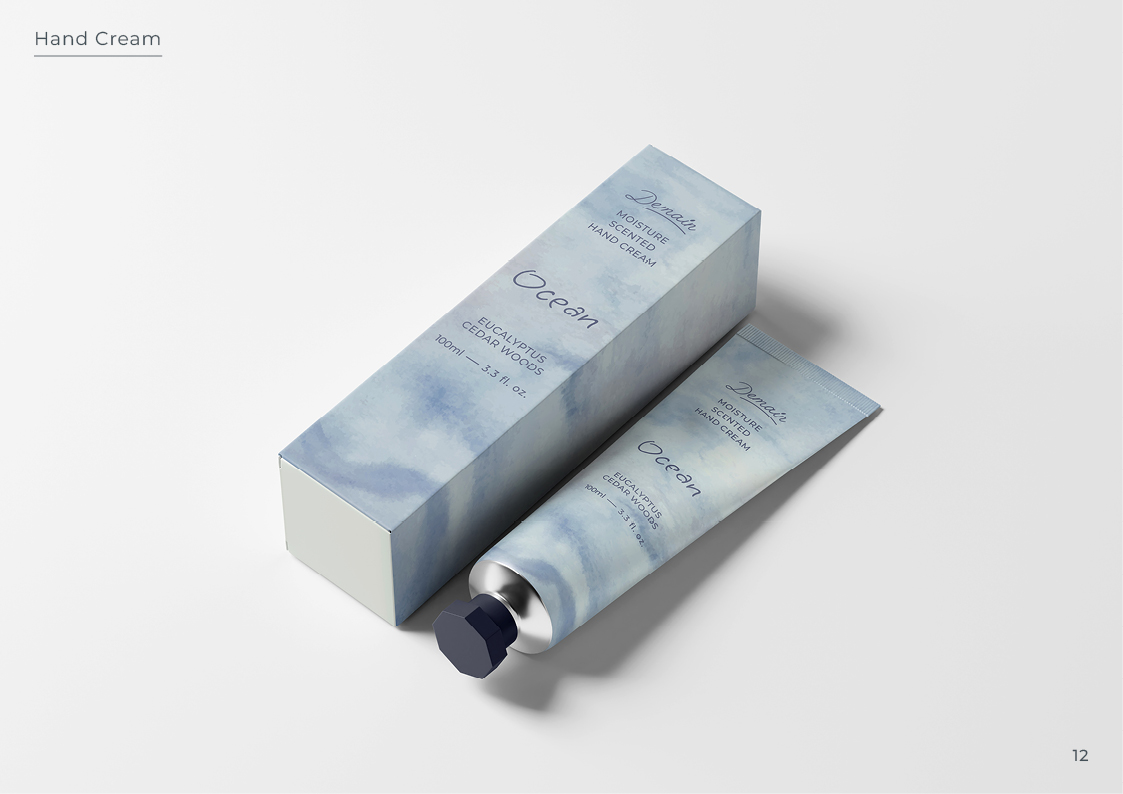 Hand Cream
Demain
MOISTURE
SCENTED
HAND CREAM
Ocean
EUCALYPTUS
CEDAR WOODS
100ml — 3.3 fl. oz.
Demain
MOISTURE
SCENTED
HAND CREAM
Ocean
EUCALYPTUS
CEDAR WOODS
100ml — 3.3 fl. oz.
12